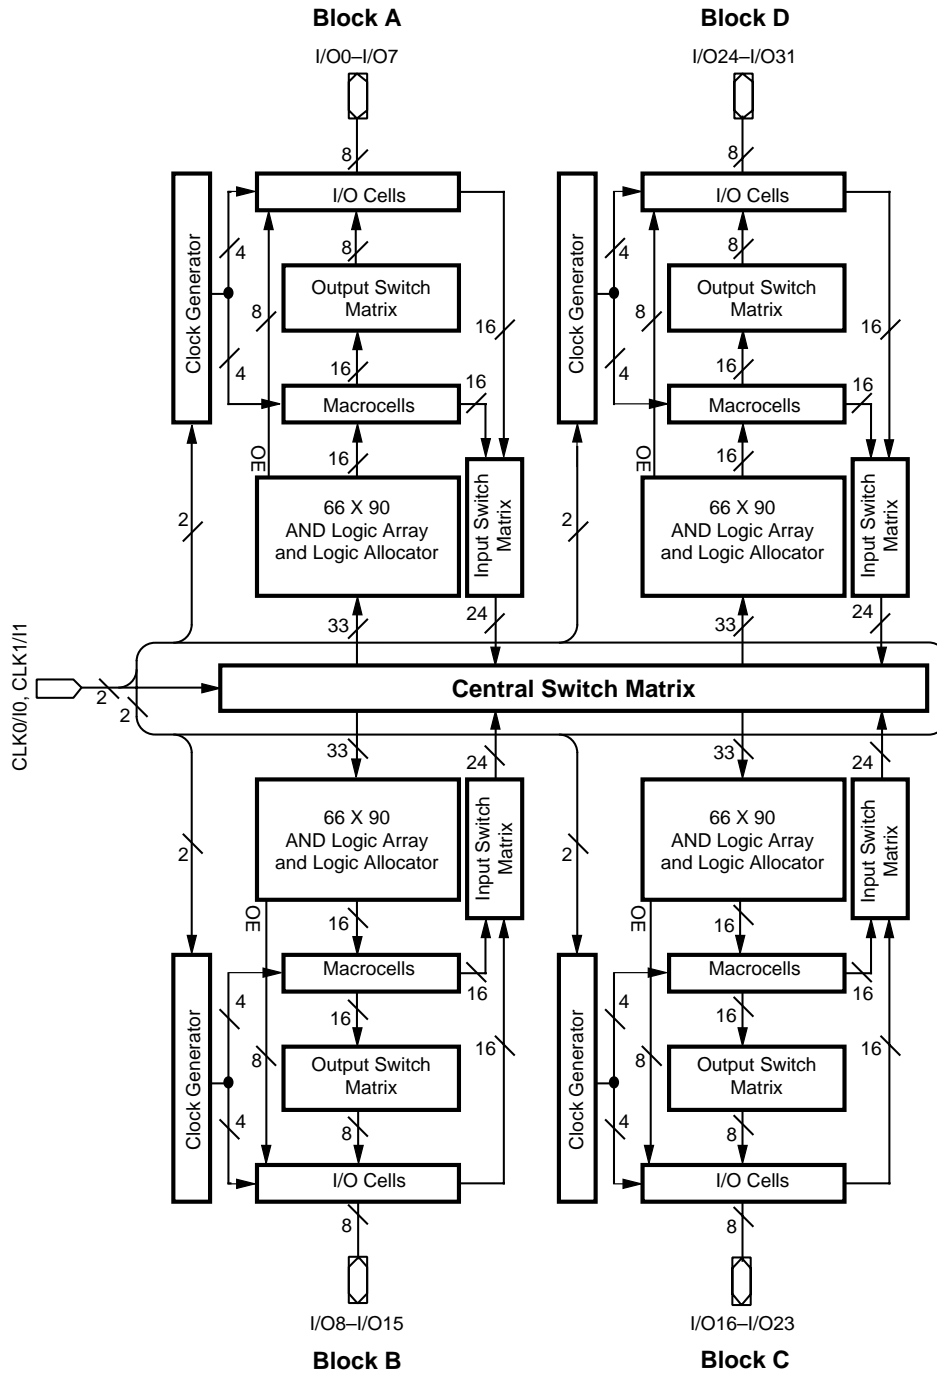 Block A
Block D
I/O0–I/O7
I/O24–I/O31
8
8
I/O Cells
I/O Cells
Clock Generator
4
8
4
8
Output Switch
Matrix
Clock Generator
4
8
4
8
Output Switch
Matrix
16
16
16
16
16
16
Macrocells
Macrocells
OE
16
OE
16
66 X 90
AND Logic Array
and Logic Allocator
Input Switch
Matrix
66 X 90
AND Logic Array
and Logic Allocator
Input Switch
Matrix
2
2
33
24
33
24
CLK0/I0, CLK1/I1
2
2
Central Switch Matrix
33
24
33
24
66 X 90
AND Logic Array
and Logic Allocator
Input Switch
Matrix
66 X 90
AND Logic Array
and Logic Allocator
Input Switch
Matrix
2
2
OE
16
OE
16
Macrocells
Macrocells
16
16
Clock Generator
4
16
16
Clock Generator
4
16
16
8
Output Switch
Matrix
8
Output Switch
Matrix
4
8
4
8
I/O Cells
I/O Cells
8
8
I/O8–I/O15
I/O16–I/O23
Block B
Block C